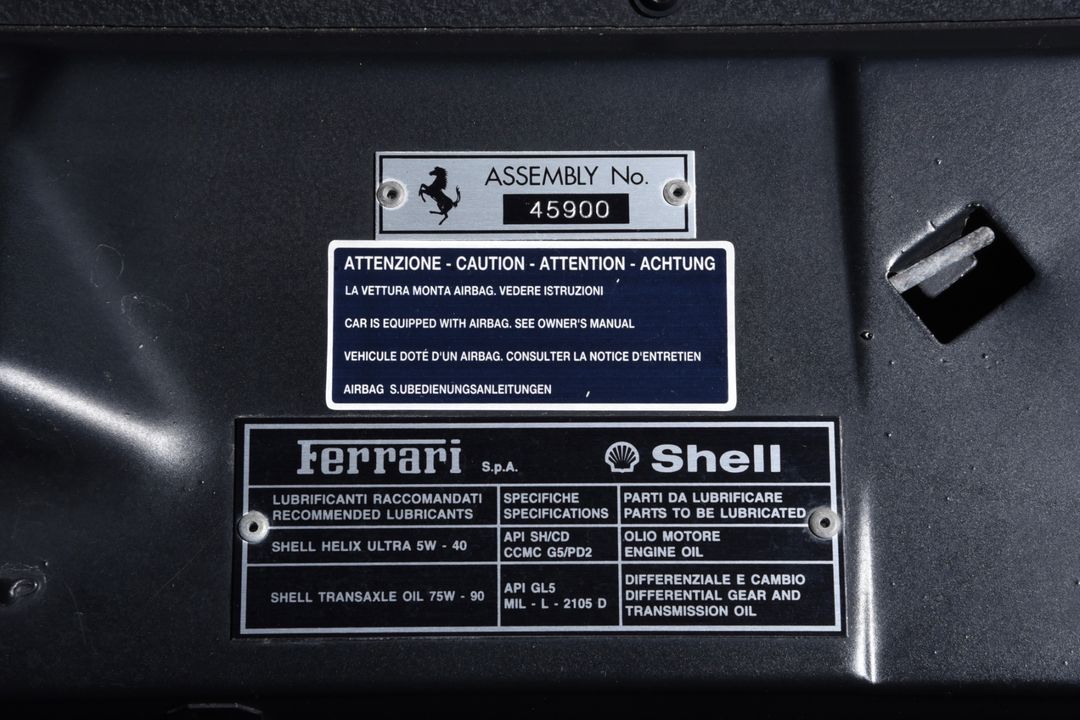 ASSEMBLY No.
45900
ATTENZIONE - CAUTION - ATTENTION - ACHTUNG
LA VETTURA MONTA AIRBAG. VEDERE ISTRUZIONI
CAR IS EQUIPPED WITH AIRBAG. SEE OWNER'S MANUAL
VEHICULE DOTÉ D'UN AIRBAG. CONSULTER LA NOTICE D'ENTRETIEN
AIRBAG S.UBEDIENUNGSANLEITUNGEN
Ferrari S.p.A.
Shell
LUBRIFICANTI RACCOMANDATI
RECOMMENDED LUBRICANTS
SPECIFICHE
SPECIFICATIONS
PARTI DA LUBRIFICARE
PARTS TO BE LUBRICATED
SHELL HELIX ULTRA 5W - 40
API SH/CD
CCMC G5/PD2
OLIO MOTORE
ENGINE OIL
SHELL TRANSAXLE OIL 75W - 90
API GL5
MIL - L - 2105 D
DIFFERENZIALE E CAMBIO
DIFFERENTIAL GEAR AND
TRANSMISSION OIL